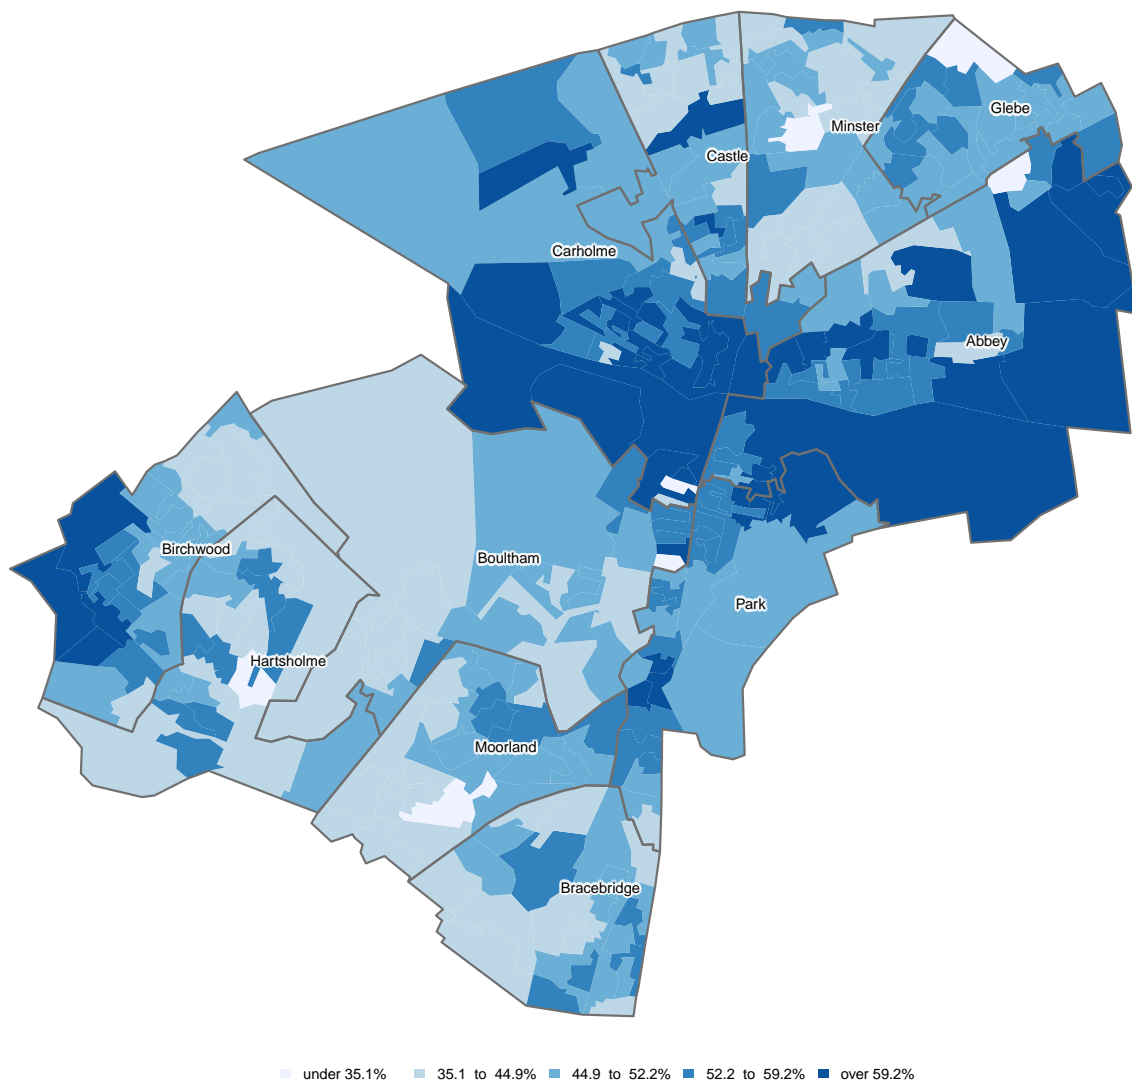 Glebe
Minster
Castle
Carholme
Abbey
Birchwood
Boultham
Park
Hartsholme
Moorland
Bracebridge
under 35.1% 35.1 to 44.9% 44.9 to 52.2% 52.2 to 59.2% over 59.2%